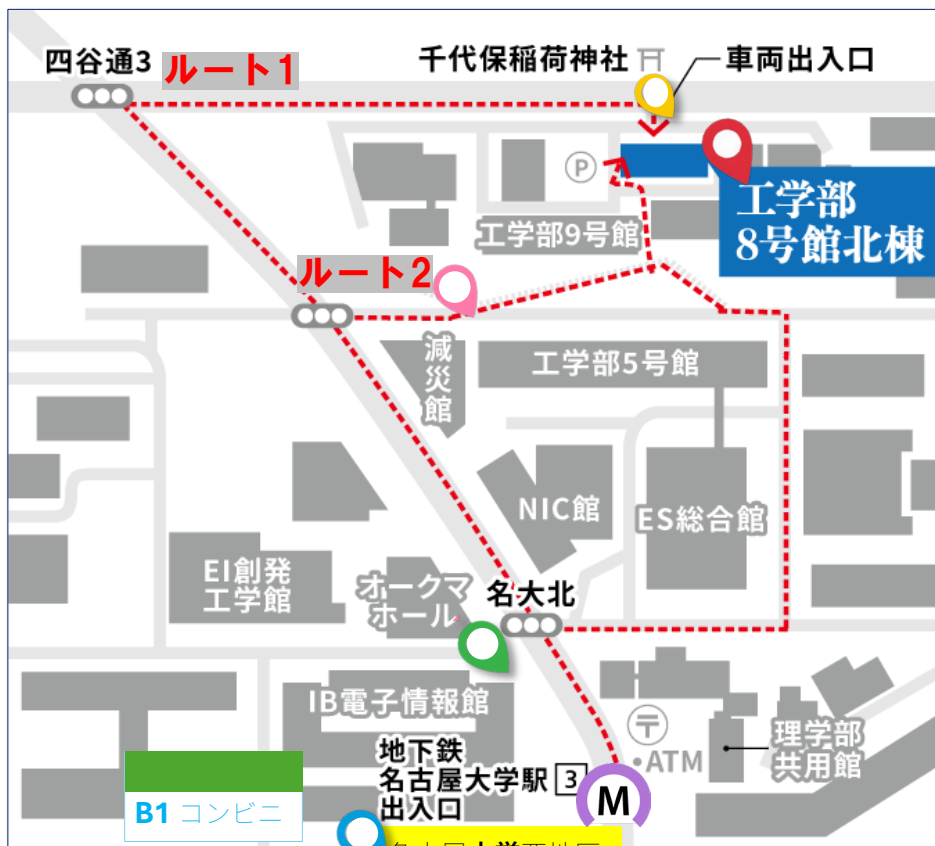 四谷通3
ルート1
千代保稲荷神社
車両出入口
P
工学部
8号館北棟
工学部9号館
ルート2
減災館
工学部5号館
NIC館
ES総合館
EI創発
工学館
オークマ
ホール
名大北
IB電子情報館
〒
・ATM
理学部
共用館
地下鉄
名古屋大学駅 3
出入口
M
B1 コンビニ